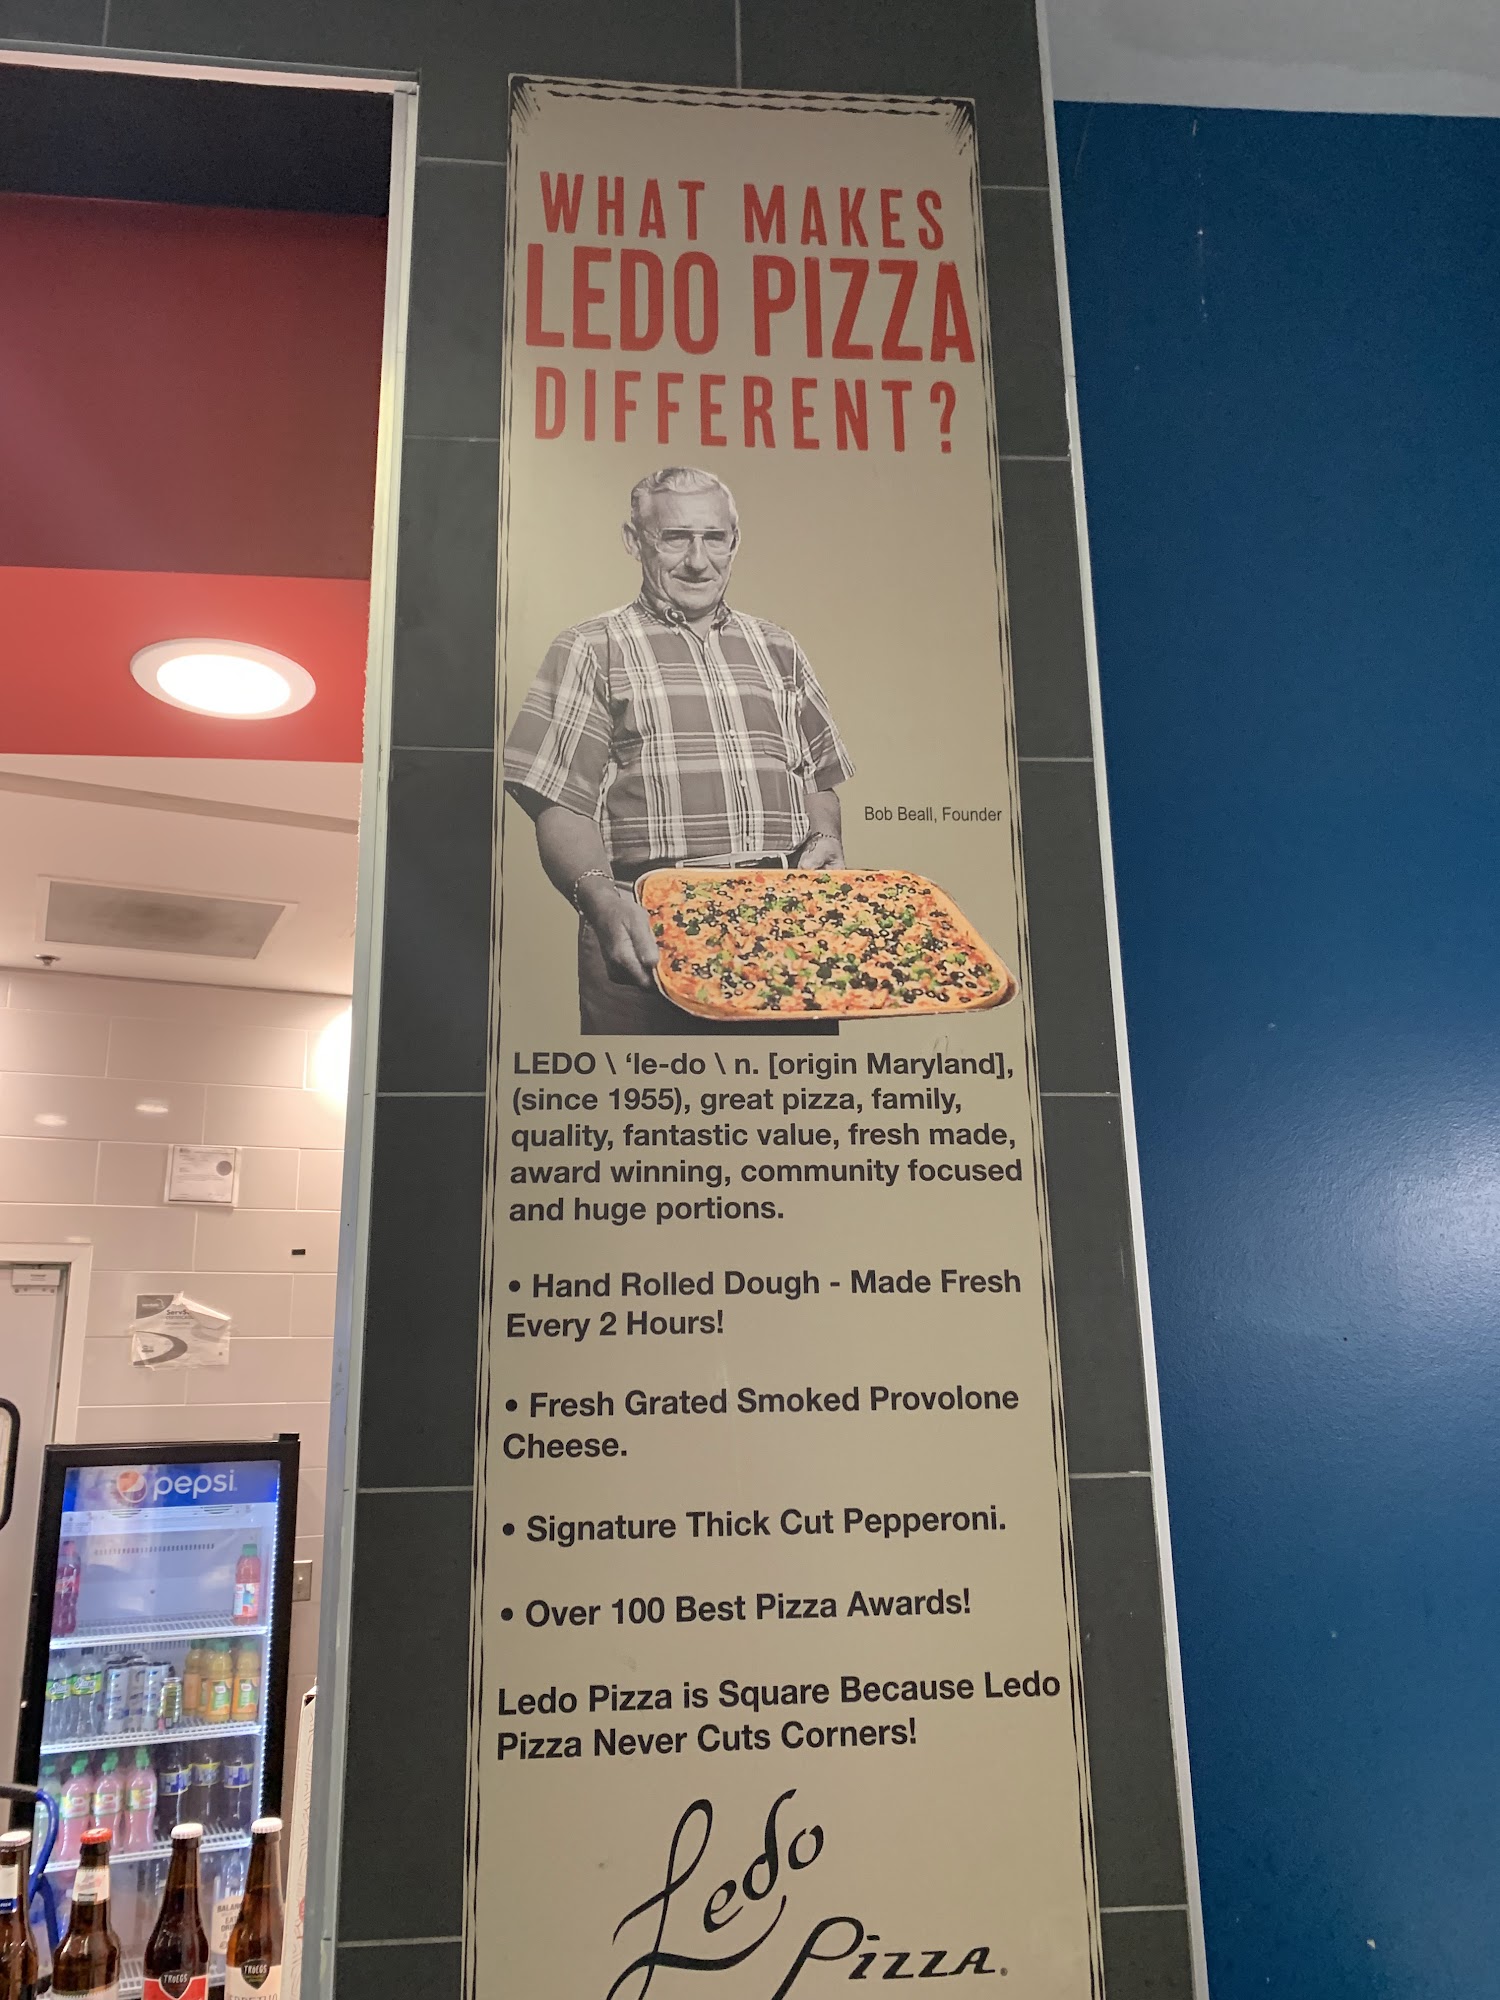 WHAT MAKES
LEDO PIZZA
DIFFERENT?
Bob Beall, Founder
LEDO \ ‘le-do \ n. [origin Maryland],
(since 1955), great pizza, family,
quality, fantastic value, fresh made,
award winning, community focused
and huge portions.
• Hand Rolled Dough - Made Fresh
Every 2 Hours!
• Fresh Grated Smoked Provolone
Cheese.
• Signature Thick Cut Pepperoni.
• Over 100 Best Pizza Awards!
Ledo Pizza is Square Because Ledo
Pizza Never Cuts Corners!
Ledo
Pizza®
pepsi
TRöEGS
TRöEGS